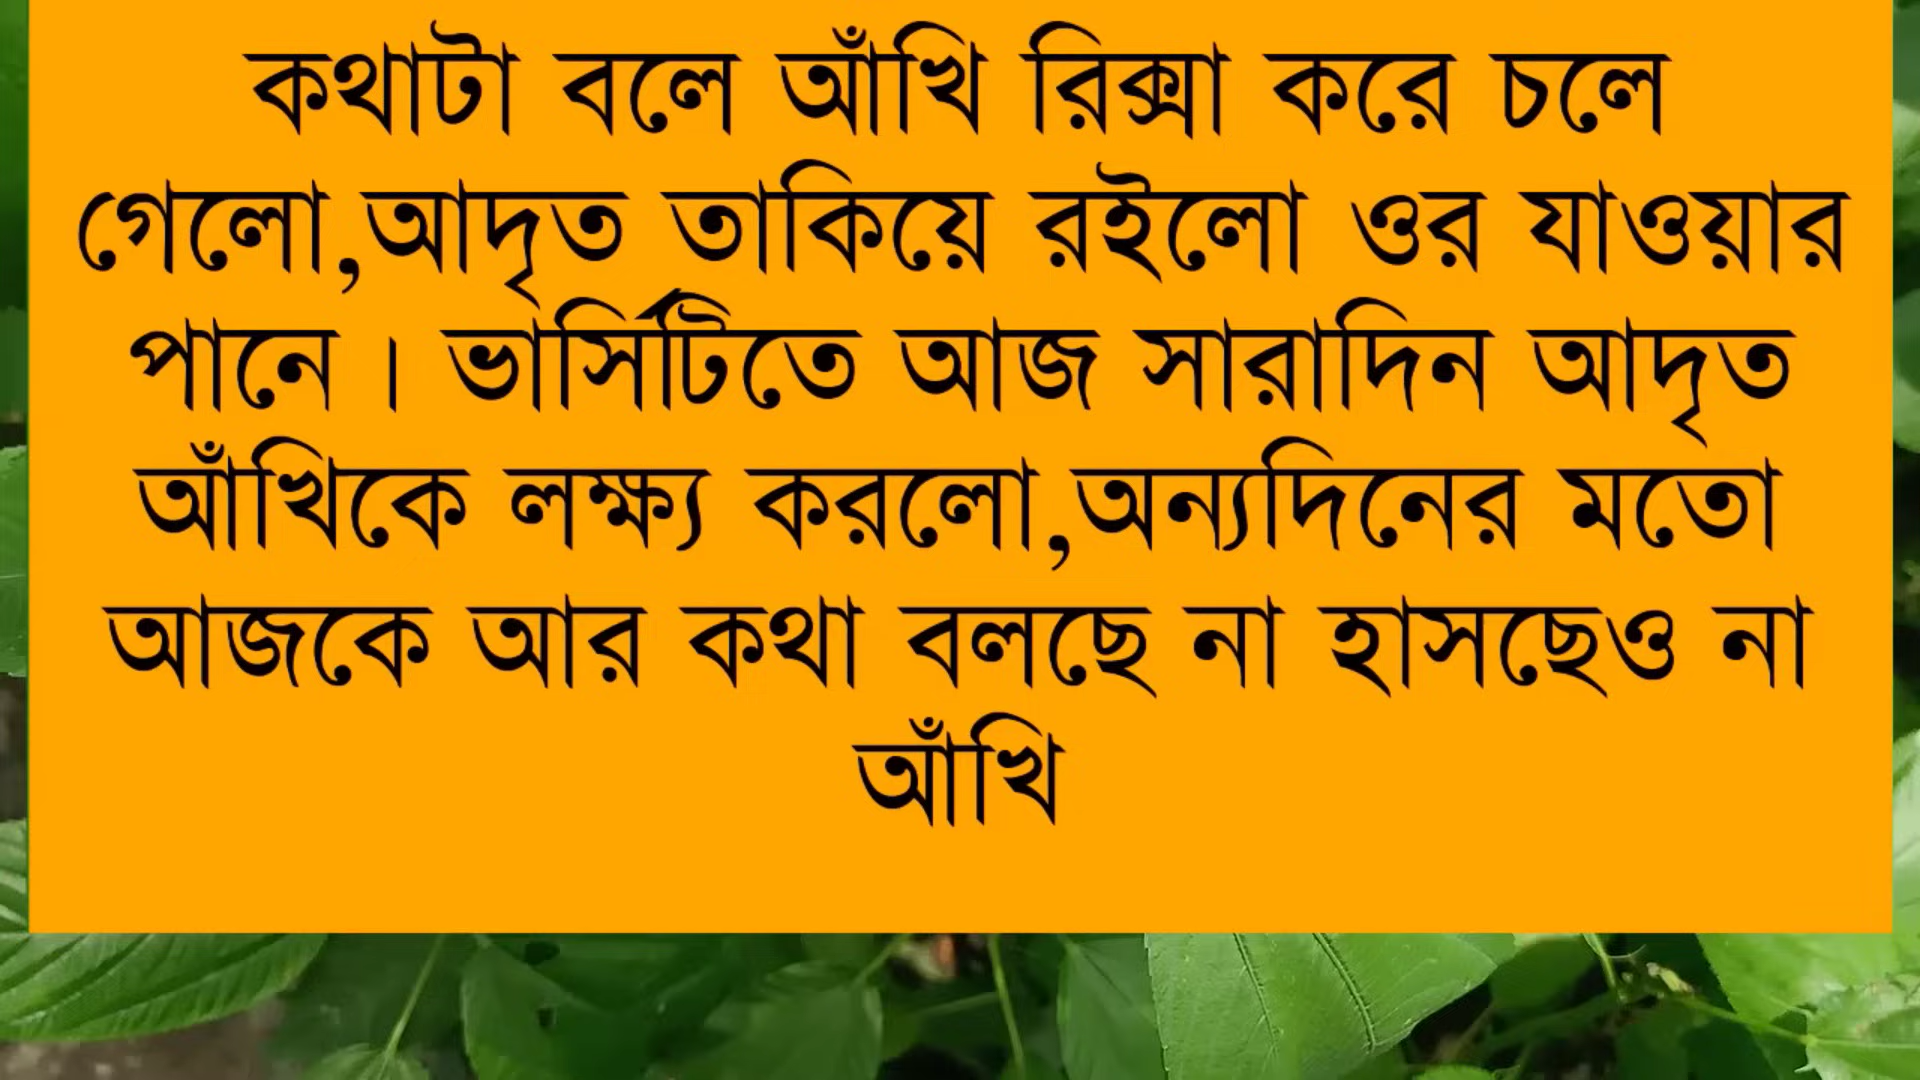 কথাটা বলে আঁখি রিক্সা করে চলে
গেলো,আদৃত তাকিয়ে রইলো ওর যাওয়ার
পানে। ভার্সিটিতে আজ সারাদিন আদৃত
আঁখিকে লক্ষ্য করলো,অন্যদিনের মতো
আজকে আর কথা বলছে না হাসছেও না
আঁখি